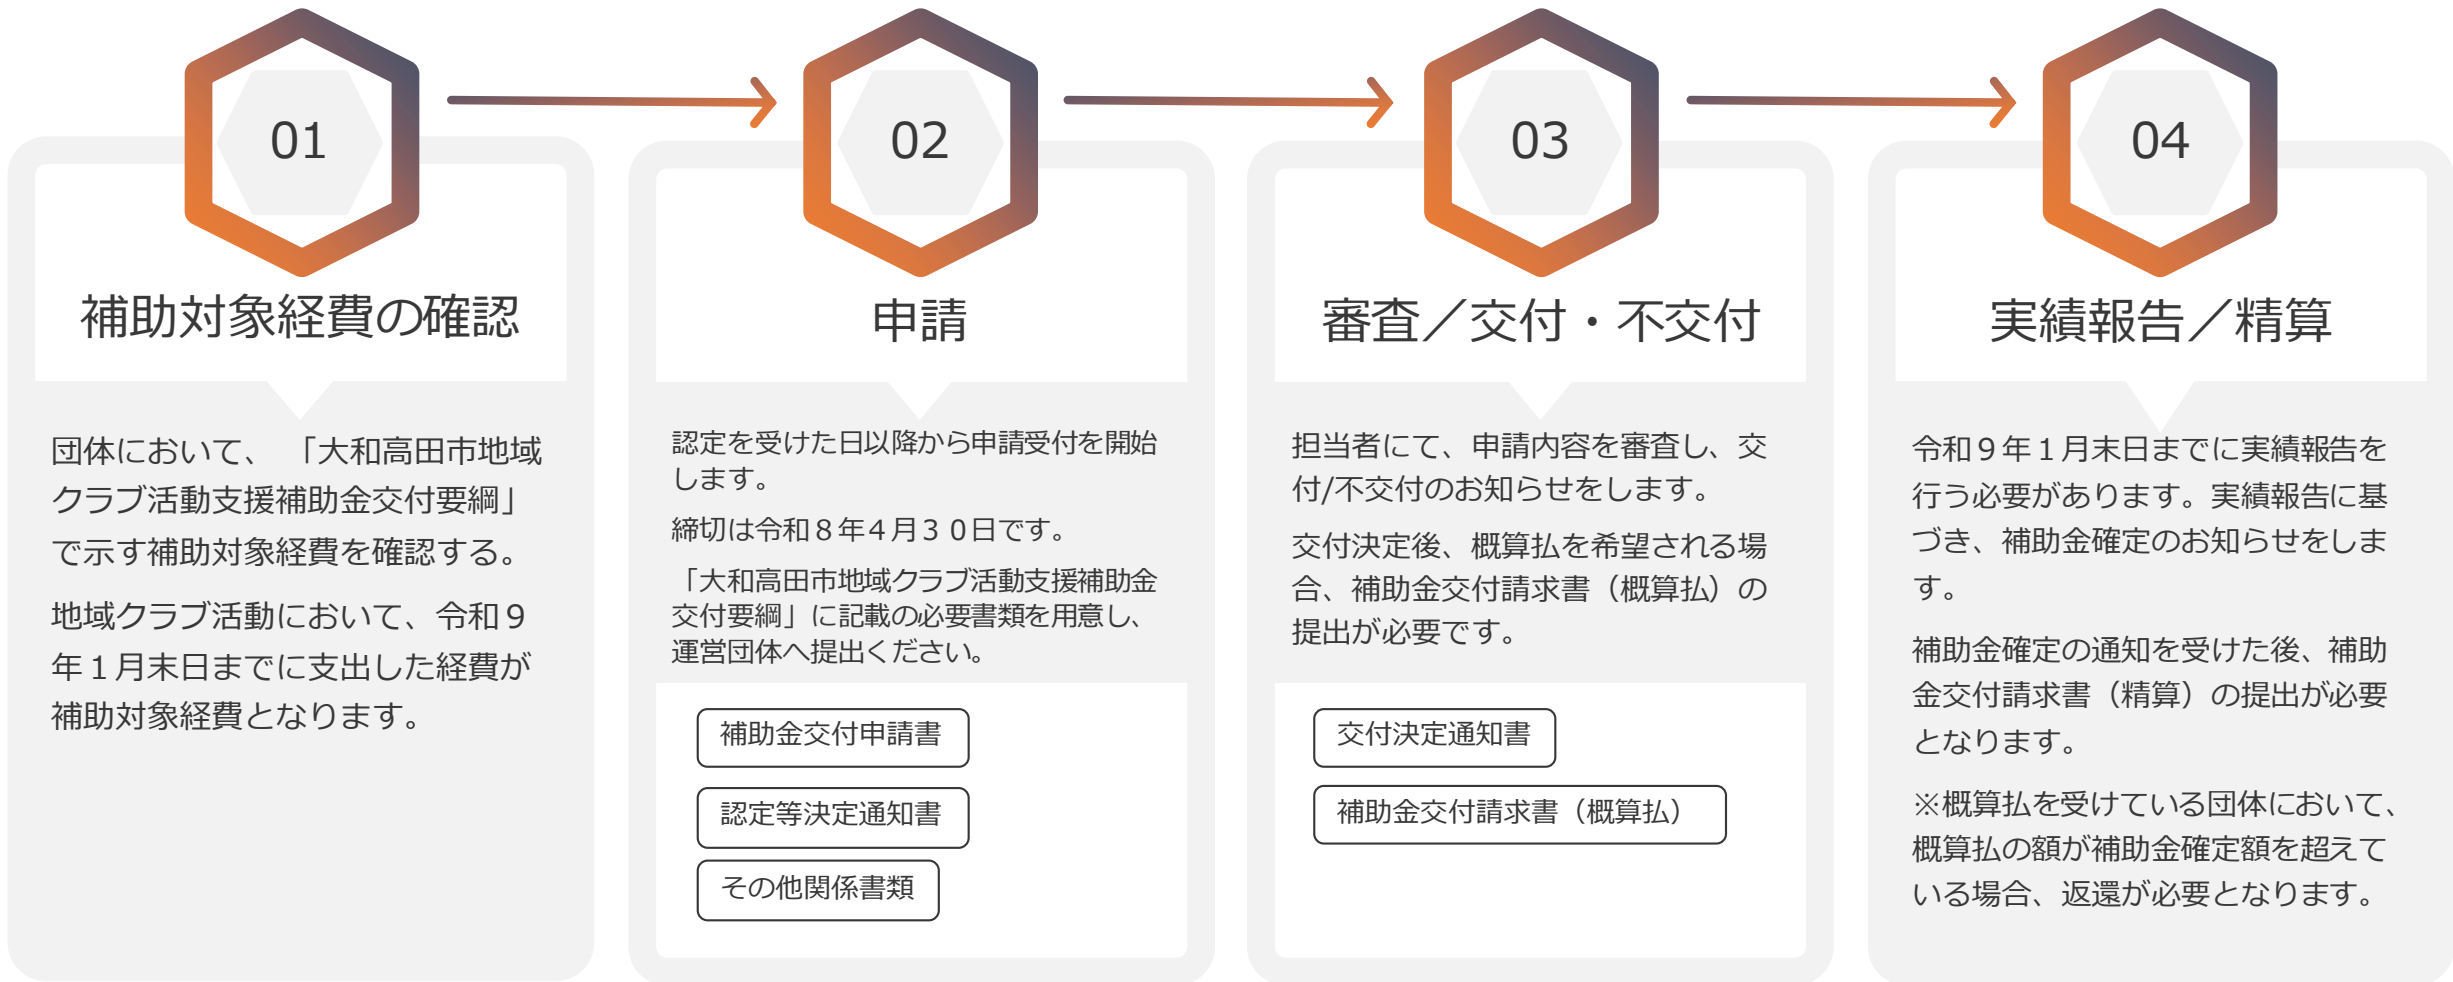 01
補助対象経費の確認
団体において、「大和高田市地域
クラブ活動支援補助金交付要綱」
で示す補助対象経費を確認する。
地域クラブ活動において、令和９
年１月末日までに支出した経費が
補助対象経費となります。
02
申請
認定を受けた日以降から申請受付を開始
します。
締切は令和８年４月３０日です。
「大和高田市地域クラブ活動支援補助金
交付要綱」に記載の必要書類を用意し、
運営団体へ提出ください。
補助金交付申請書
認定等決定通知書
その他関係書類
03
審査／交付・不交付
担当者にて、申請内容を審査し、交
付/不交付のお知らせをします。
交付決定後、概算払を希望される場
合、補助金交付請求書（概算払）の
提出が必要です。
交付決定通知書
補助金交付請求書（概算払）
04
実績報告／精算
令和９年１月末日までに実績報告を
行う必要があります。実績報告に基
づき、補助金確定のお知らせをしま
す。
補助金確定の通知を受けた後、補助
金交付請求書（精算）の提出が必要
となります。
※概算払を受けている団体において、
概算払の額が補助金確定額を超えて
いる場合、返還が必要となります。